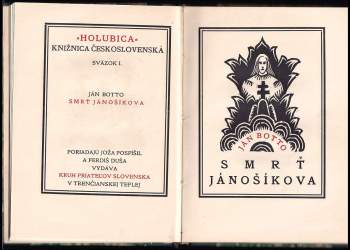 •HOLUBICA•
KNIŽNICA ČESKOSLOVENSKÁ
SVÄZOK I.
JÁN BOTTO
SMRŤ JÁNOŠÍKOVA
PORIADAJÚ JOŽA POSPÍŠIL
A FERDIŠ DUŠA
VYDÁVA
KRUH PRIATEĽOV SLOVENSKA
V TRENČIANSKEJ TEPLEJ
JÁN BOTTO
SMRŤ
JÁNOŠÍKOVA